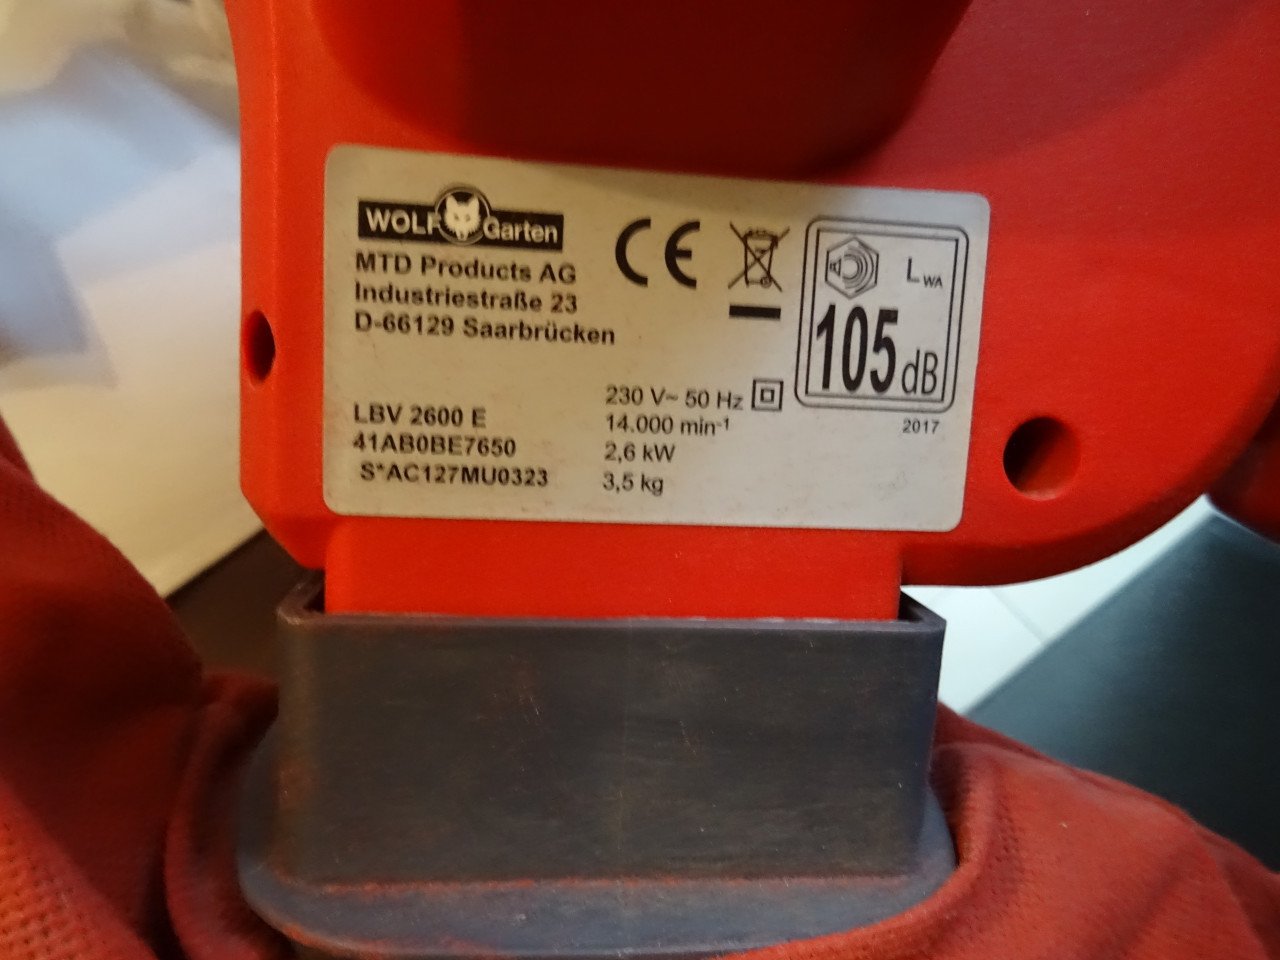 WOLF Garten
MTD Products AG
Industriestraße 23
D-66129 Saarbrücken
CE
LWA
105 dB
2017
LBV 2600 E
41AB0BE7650
S*AC127MU0323
230 V~ 50 Hz
14.000 min-1
2,6 kW
3,5 kg